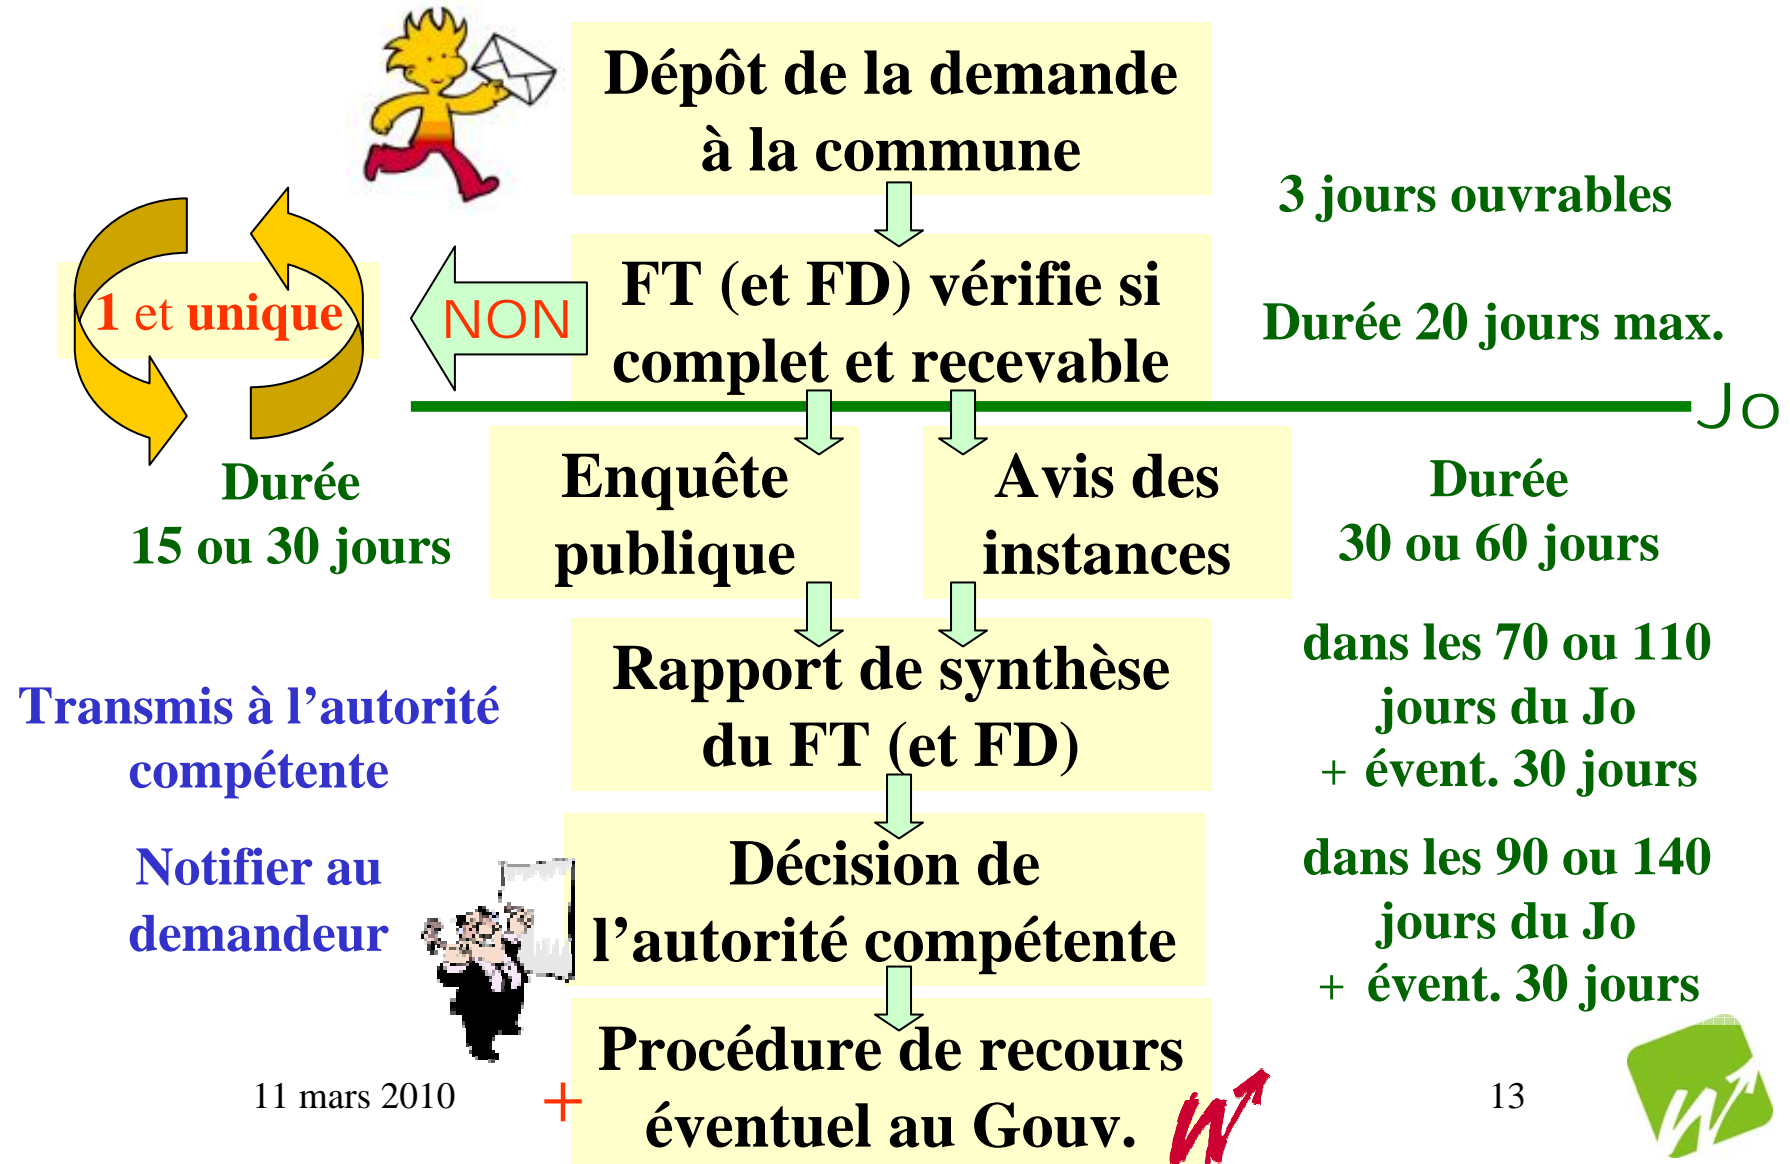 Dépôt de la demande
à la commune
3 jours ouvrables
FT (et FD) vérifie si
complet et recevable
NON
1 et unique
Durée 20 jours max.
Jo
Durée
15 ou 30 jours
Enquête
publique
Avis des
instances
Durée
30 ou 60 jours
Transmis à l’autorité
compétente
Rapport de synthèse
du FT (et FD)
dans les 70 ou 110
jours du Jo
+ évent. 30 jours
Notifier au
demandeur
Décision de
l’autorité compétente
dans les 90 ou 140
jours du Jo
+ évent. 30 jours
+
Procédure de recours
éventuel au Gouv.
11 mars 2010
13